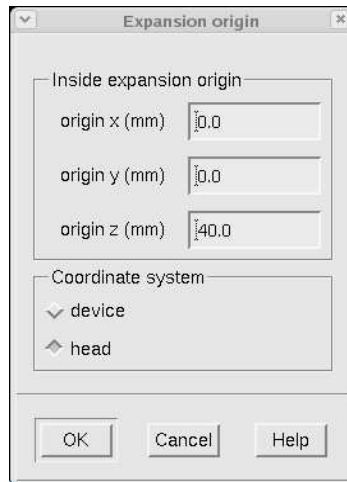 Expansion origin
Inside expansion origin
origin x (mm) 0.0
origin y (mm) 0.0
origin z (mm) 40.0
Coordinate system
device
head
OK Cancel Help